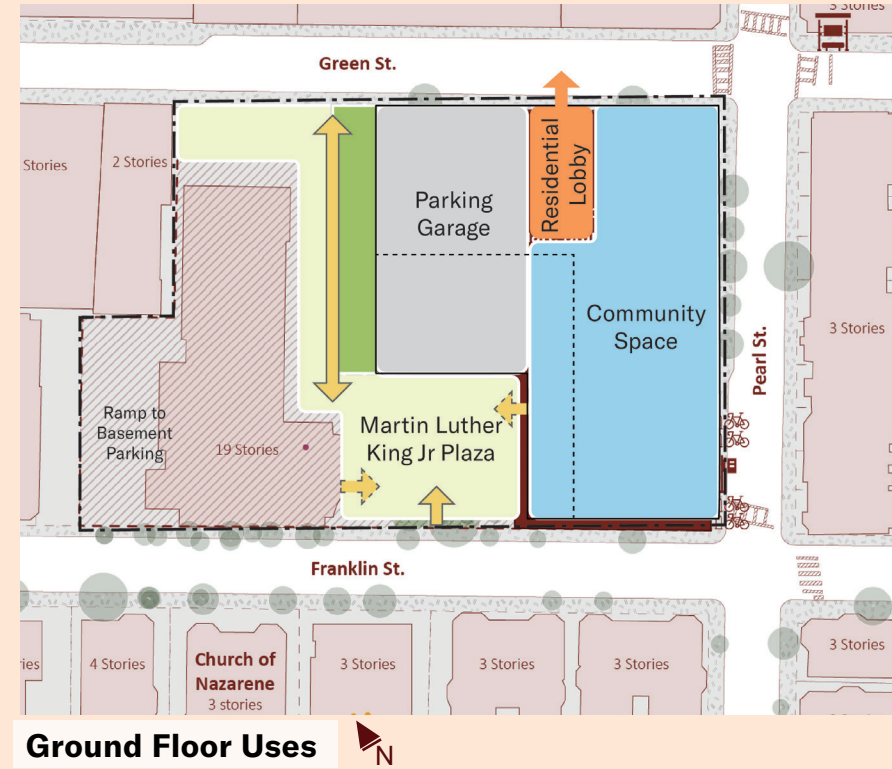 3 Stories
Green St.
Stories
2 Stories
Parking
Garage
Residential
Lobby
Community
Space
3 Stories
Pearl St.
Ramp to
Basement
Parking
19 Stories
Martin Luther
King Jr Plaza
Franklin St.
ries
4 Stories
Church of
Nazarene
3 stories
3 Stories
3 Stories
3 Stories
3 Stories
Ground Floor Uses
N